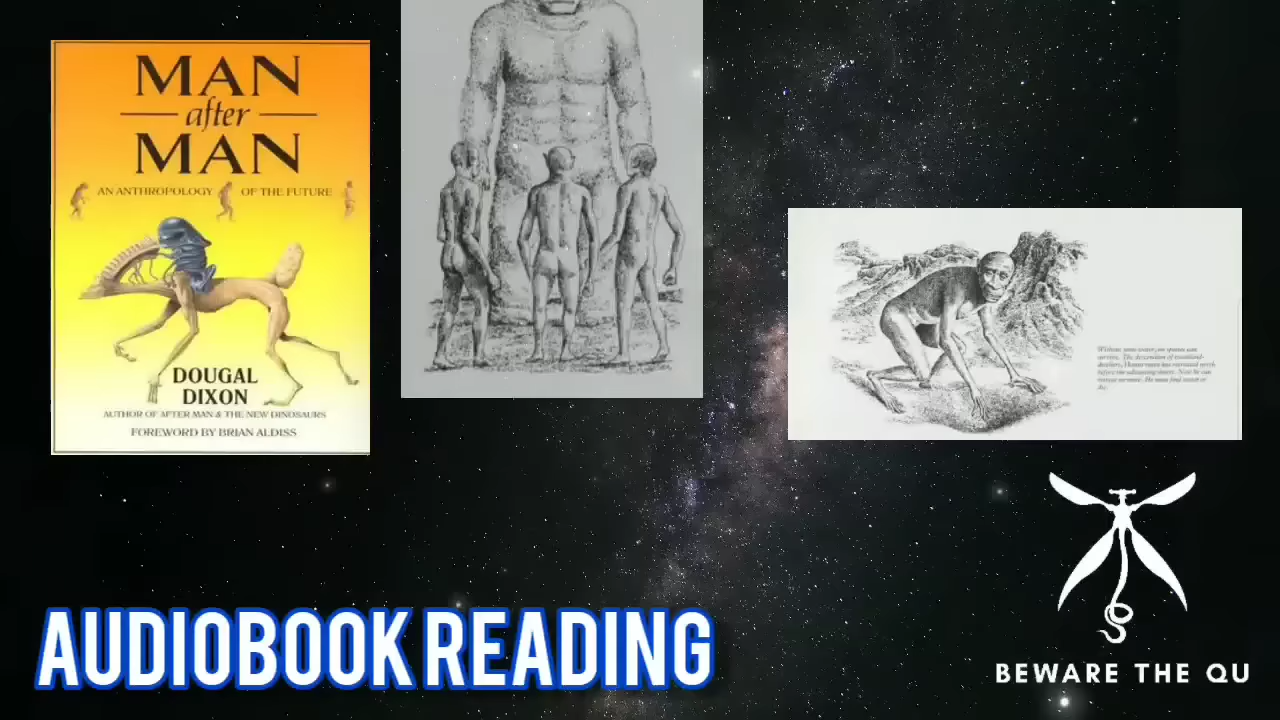 MAN
after
MAN
AN ANTHROPOLOGY OF THE FUTURE
DOUGAL
DIXON
AUTHOR OF AFTER MAN & THE NEW DINOSAURS
FOREWORD BY BRIAN ALDISS
AUDIOBOOK READING
BEWARE THE QU